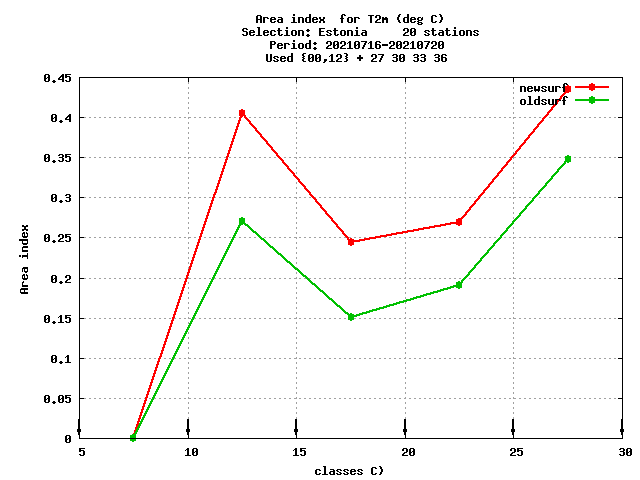 Area index  for T2m (deg C)
Selection: Estonia     20 stations
Period: 20210716-20210720
Used {00,12} + 27 30 33 36
newsurf
oldsurf
0.45
0.4
0.35
0.3
0.25
0.2
0.15
0.1
0.05
0
Area index
5 10 15 20 25 30
classes C)